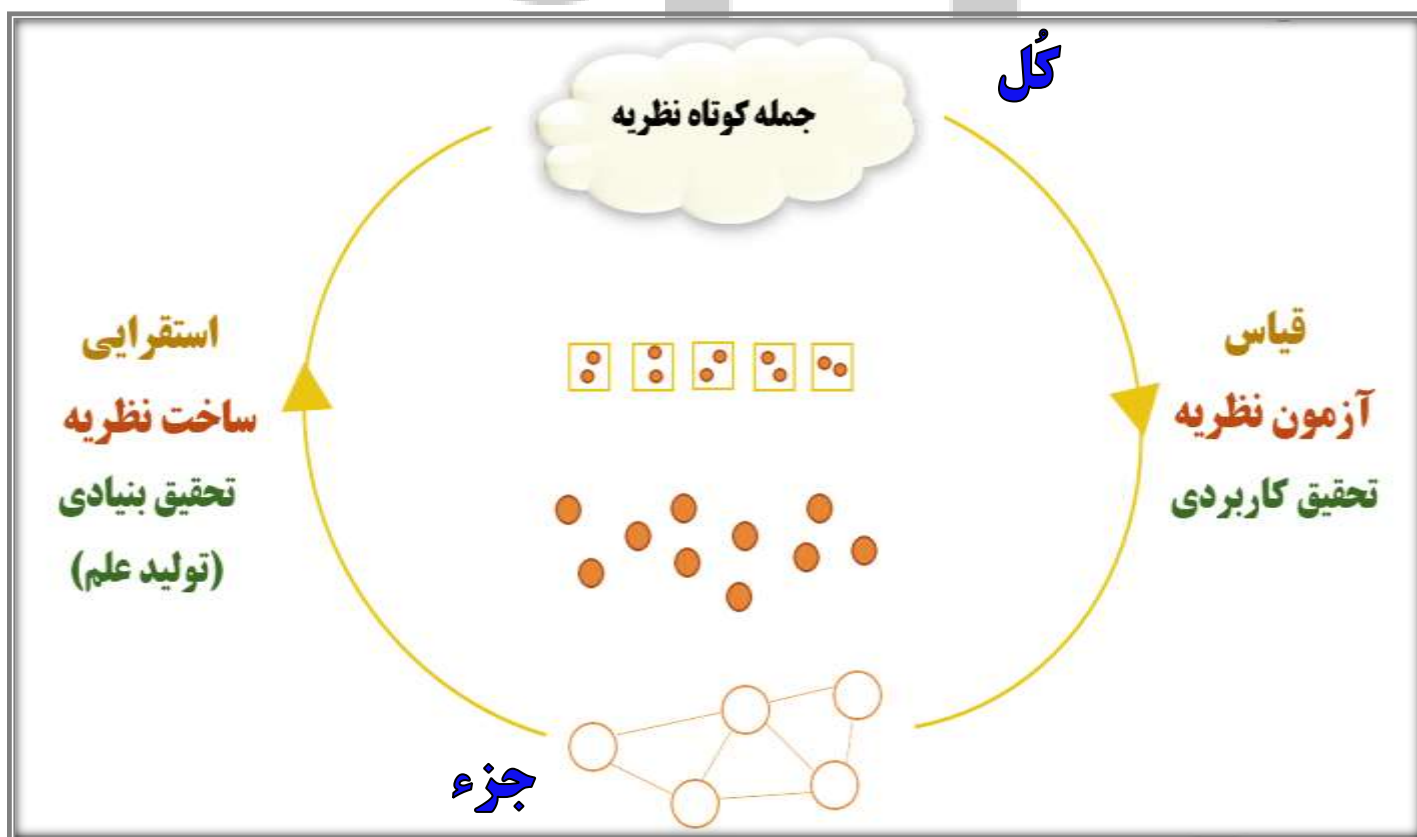 کُل
جمله کوتاه نظریه
قیاس
آزمون نظریه
تحقیق کاربردی
استقرایی
ساخت نظریه
تحقیق بنیادی
(تولید علم)
جزء